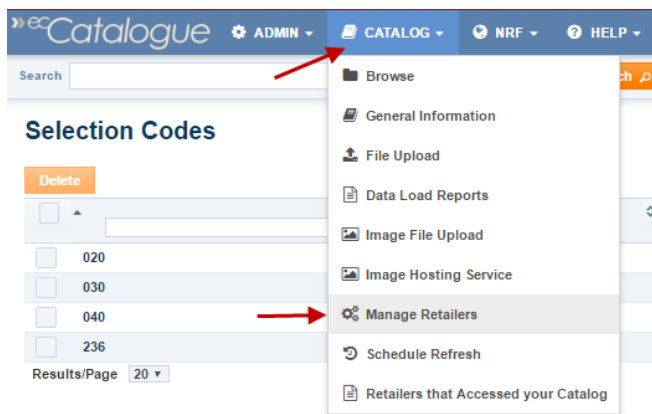 »ecCatalogue ADMIN CATALOG NRF HELP
Search ch
Browse
Selection Codes
General Information
File Upload
Delete
Data Load Reports
Image File Upload
020
Image Hosting Service
030
040
Manage Retailers
236
Schedule Refresh
Results/Page 20
Retailers that Accessed your Catalog